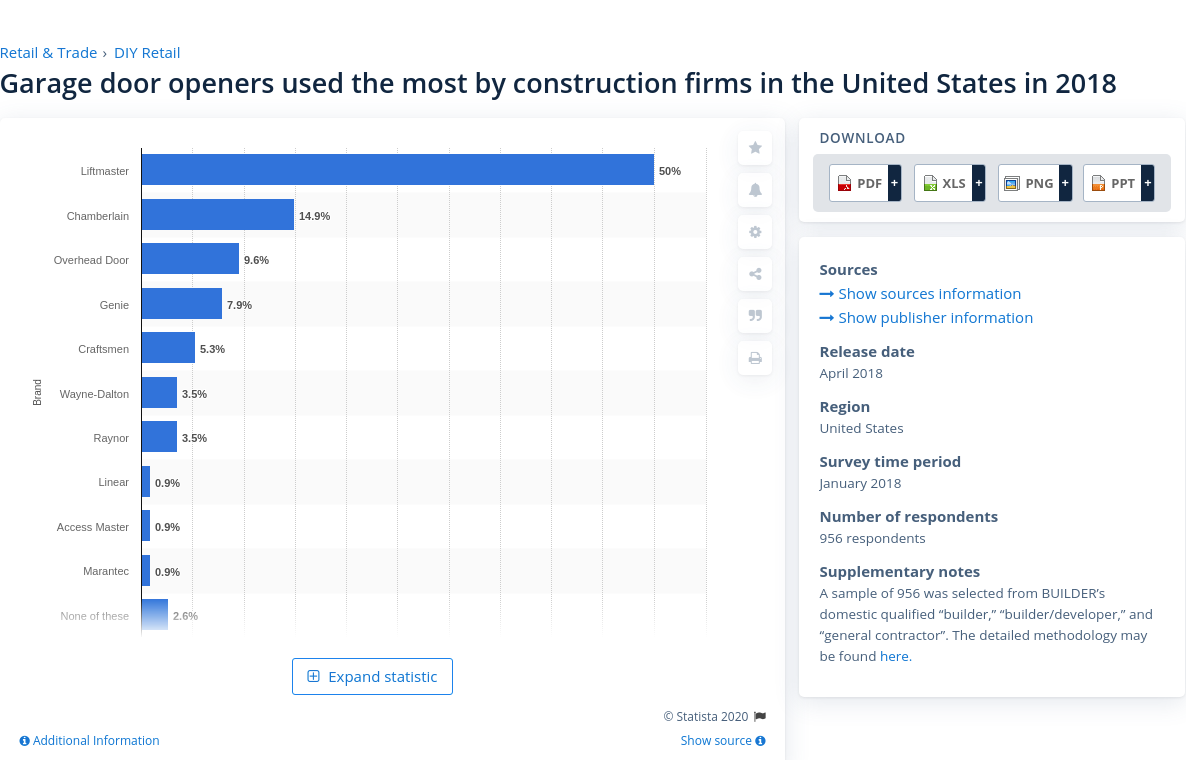 Retail & Trade › DIY Retail
Garage door openers used the most by construction firms in the United States in 2018
Brand
Liftmaster 50%
Chamberlain 14.9%
Overhead Door 9.6%
Genie 7.9%
Craftsmen 5.3%
Wayne-Dalton 3.5%
Raynor 3.5%
Linear 0.9%
Access Master 0.9%
Marantec 0.9%
None of these 2.6%
Expand statistic
© Statista 2020
Additional Information
Show source
DOWNLOAD
PDF + XLS + PNG + PPT +
Sources
Show sources information
Show publisher information
Release date
April 2018
Region
United States
Survey time period
January 2018
Number of respondents
956 respondents
Supplementary notes
A sample of 956 was selected from BUILDER’s
domestic qualified “builder,” “builder/developer,” and
“general contractor”. The detailed methodology may
be found here.